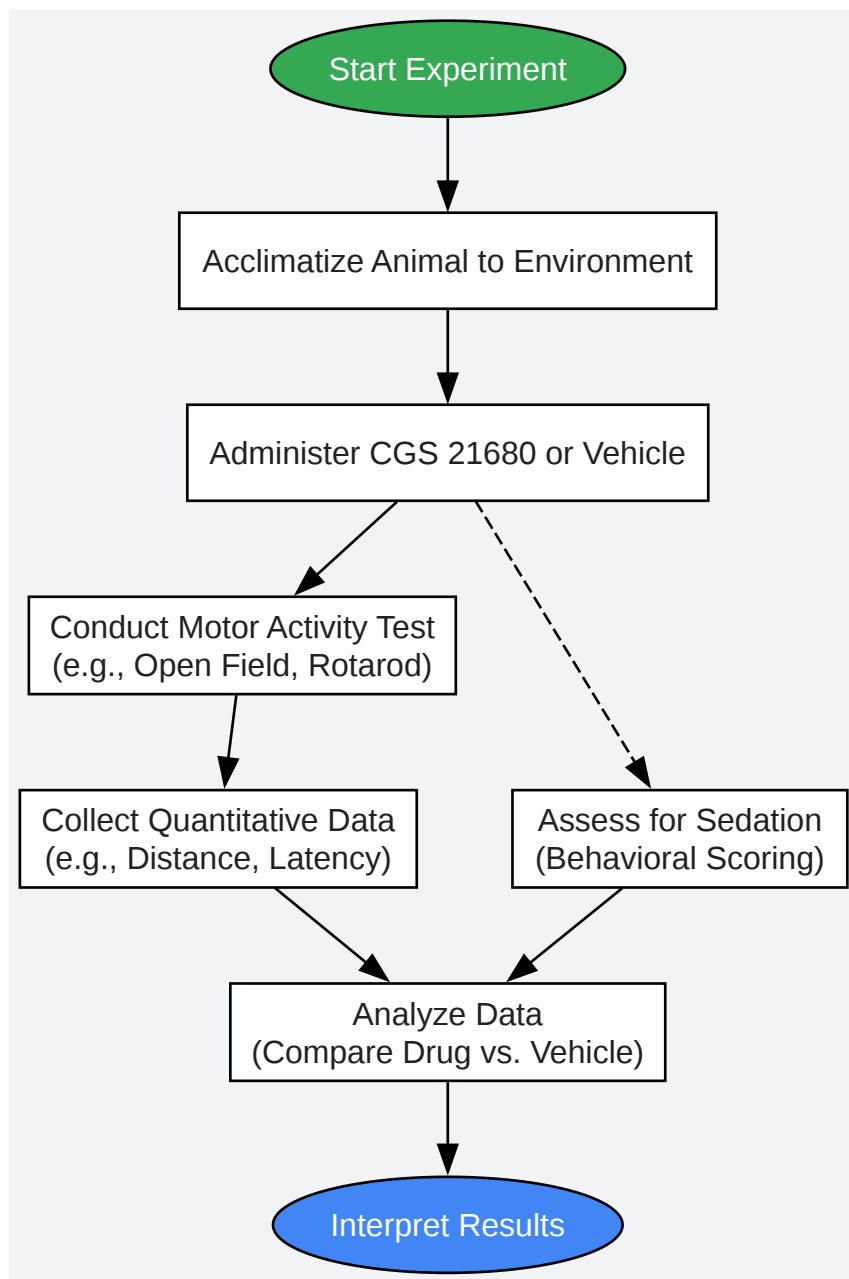 Start Experiment
Acclimatize Animal to Environment
Administer CGS 21680 or Vehicle
Conduct Motor Activity Test
(e.g., Open Field, Rotarod)
Collect Quantitative Data
(e.g., Distance, Latency)
Assess for Sedation
(Behavioral Scoring)
Analyze Data
(Compare Drug vs. Vehicle)
Interpret Results